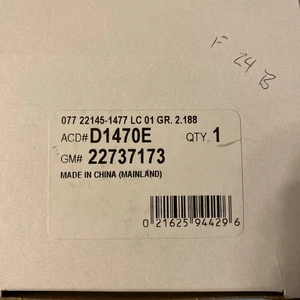 F 24 B
077 22145-1477 LC 01 GR. 2.188
ACD# D1470E QTY. 1
GM# 22737173
MADE IN CHINA (MAINLAND)
0 21625 94429 6